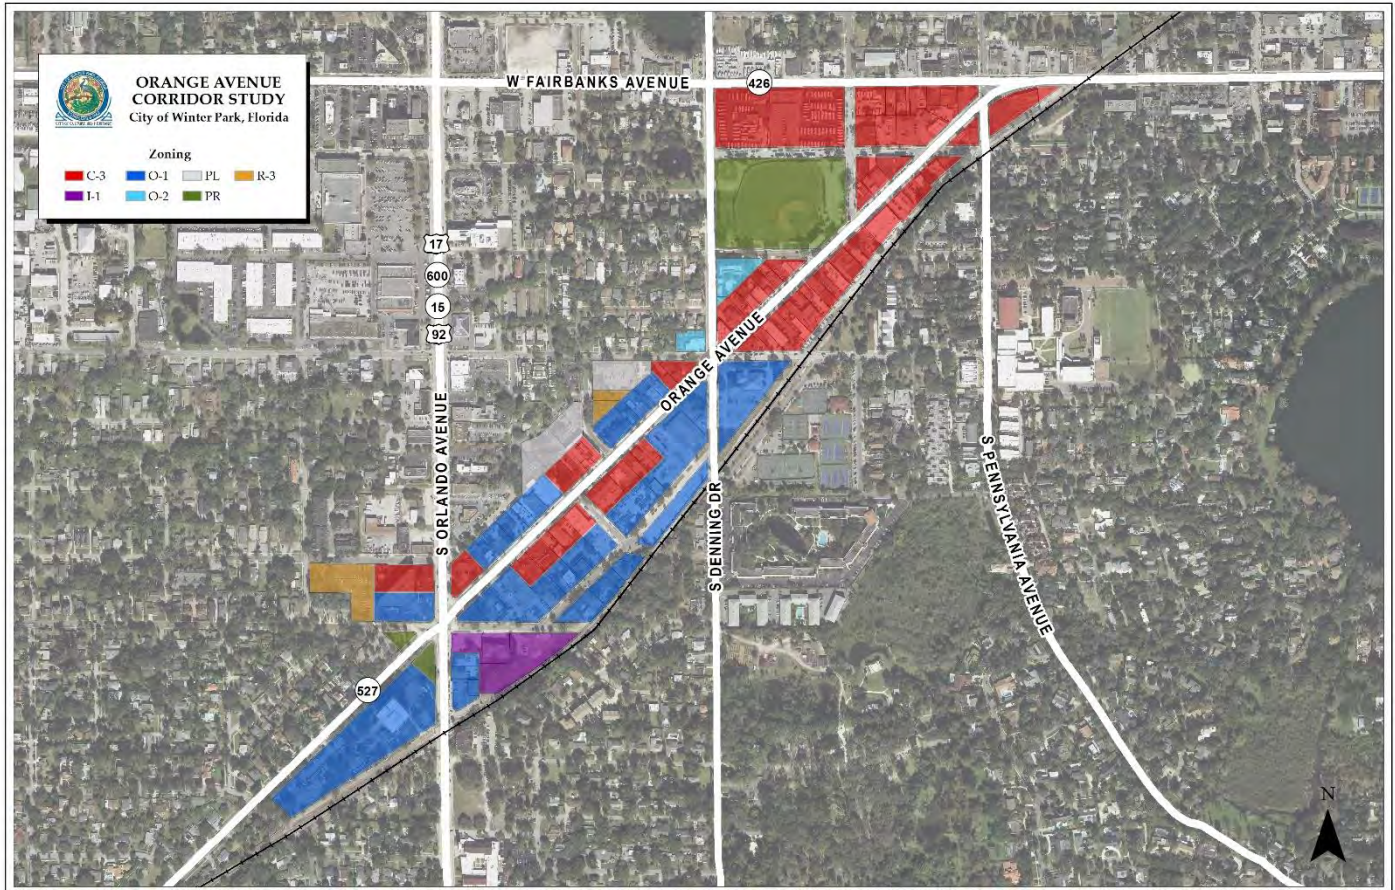 ORANGE AVENUE
CORRIDOR STUDY
City of Winter Park, Florida
Zoning
C-3
O-1
PL
R-3
I-1
O-2
PR
W FAIRBANKS AVENUE
426
17
600
15
92
ORANGE AVENUE
S ORLANDO AVENUE
S DENNING DR
S PENNSYLVANIA AVENUE
527
N